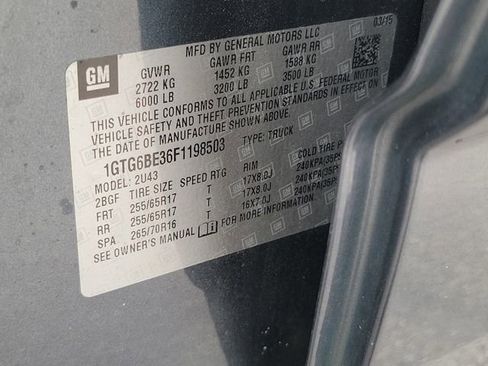 GM
MFD BY GENERAL MOTORS LLC 03/15
GVWR GAWR FRT GAWR RR
2722 KG 1452 KG 1588 KG
6000 LB 3200 LB 3500 LB
THIS VEHICLE CONFORMS TO ALL APPLICABLE U.S. FEDERAL MOTOR
VEHICLE SAFETY AND THEFT PREVENTION STANDARDS IN EFFECT ON
THE DATE OF MANUFACTURE SHOWN ABOVE.
1GTG6BE36F1198503 TYPE: TRUCK
MODEL: 2U43
2BGF TIRE SIZE SPEED RTG RIM COLD TIRE
FRT 255/65R17 T 17X8.0J 240KPA/35PS
RR 255/65R17 T 17X8.0J 240KPA/35PS
SPA 265/70R16 T 16X7.0J 240KPA/35PS
SEE OWNER'S MANUAL FOR MORE INFORMATION.